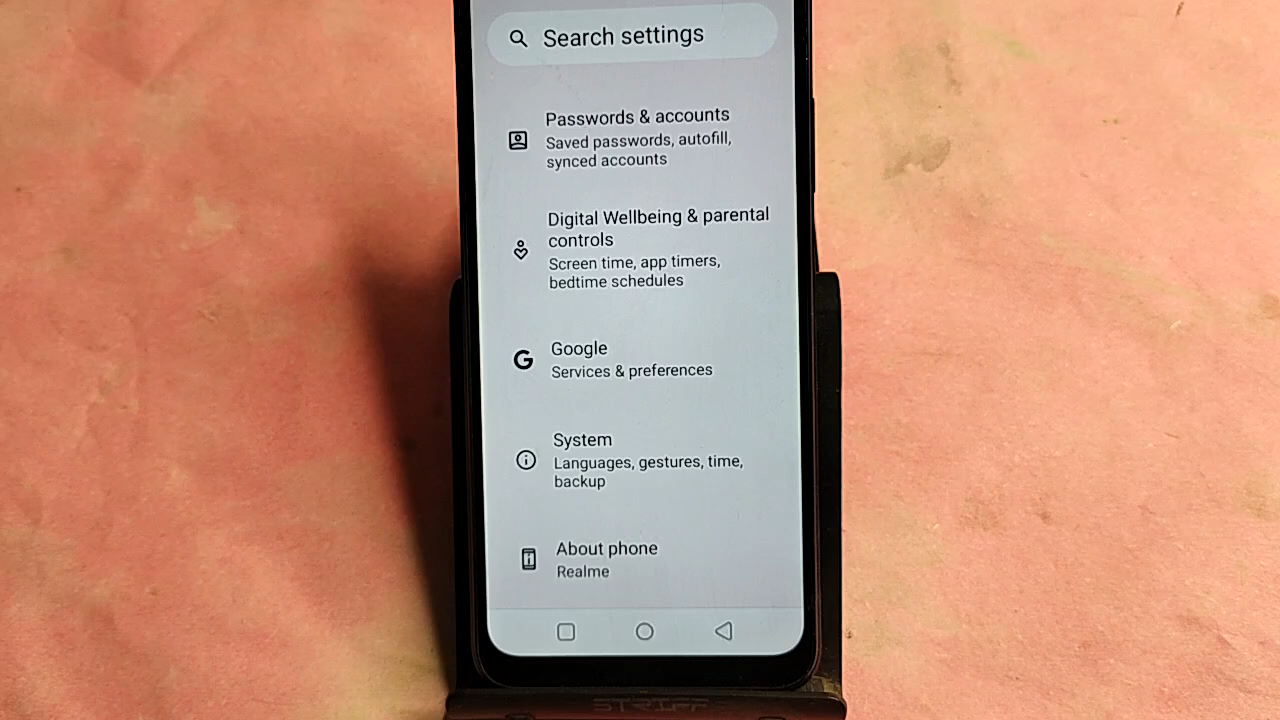 Search settings
Passwords & accounts
Saved passwords, autofill,
synced accounts
Digital Wellbeing & parental
controls
Screen time, app timers,
bedtime schedules
Google
Services & preferences
System
Languages, gestures, time,
backup
About phone
Realme
STRIFF